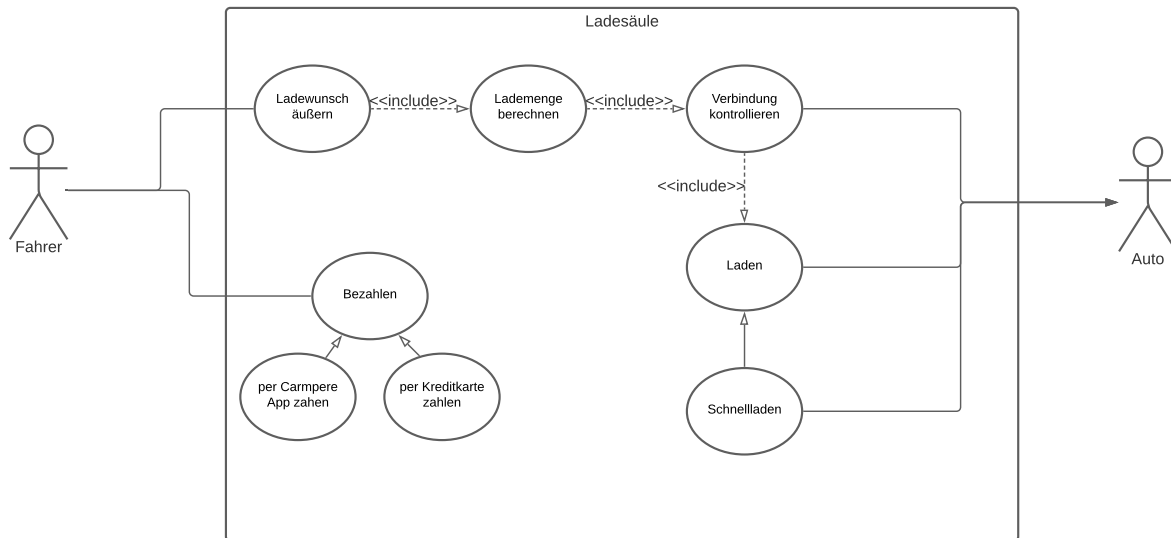 Ladesäule
Ladewunsch
äußern
<<include>>
Lademenge
berechnen
<<include>>
Verbindung
kontrollieren
<<include>>
Fahrer
Auto
Laden
Bezahlen
per Carmpere
App zahen
per Kreditkarte
zahlen
Schnellladen